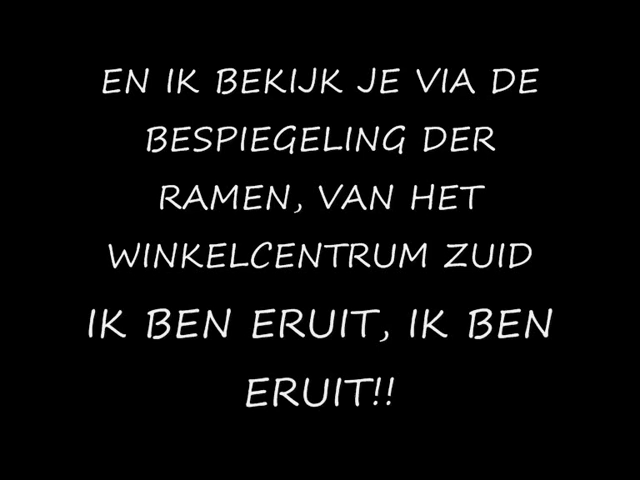 EN IK BEKIJK JE VIA DE
BESPIEGELING DER
RAMEN, VAN HET
WINKELCENTRUM ZUID
IK BEN ERUIT, IK BEN
ERUIT!!